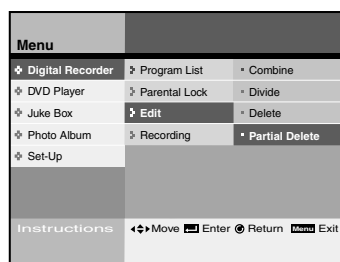 Menu
Digital Recorder
Program List
Combine
DVD Player
Parental Lock
Divide
Juke Box
Edit
Delete
Photo Album
Recording
Partial Delete
Set-Up
Instructions
Move Enter Return Menu Exit